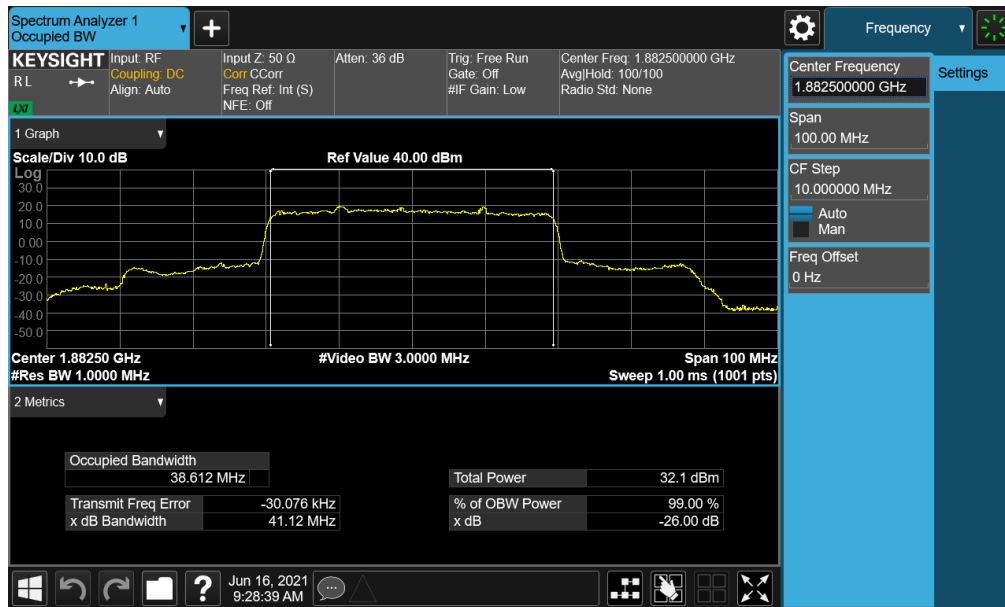 Spectrum Analyzer 1
Occupied BW
Frequency
KEYSIGHT
RL
LXI
Input: RF
Coupling: DC
Align: Auto
Input Z: 50 Ω
Corr CCorr
Freq Ref: Int (S)
NFE: Off
Atten: 36 dB
Trig: Free Run
Gate: Off
#IF Gain: Low
Center Freq: 1.882500000 GHz
Avg|Hold: 100/100
Radio Std: None
Center Frequency
1.882500000 GHz
Settings
Span
100.00 MHz
CF Step
10.000000 MHz
Auto
Man
Freq Offset
0 Hz
1 Graph
Scale/Div 10.0 dB
Ref Value 40.00 dBm
Log
30.0
20.0
10.0
0.00
-10.0
-20.0
-30.0
-40.0
-50.0
Center 1.88250 GHz
#Video BW 3.0000 MHz
Span 100 MHz
#Res BW 1.0000 MHz
Sweep 1.00 ms (1001 pts)
2 Metrics
Occupied Bandwidth
38.612 MHz
Total Power 32.1 dBm
Transmit Freq Error -30.076 kHz
% of OBW Power 99.00 %
x dB Bandwidth 41.12 MHz
x dB -26.00 dB
?
Jun 16, 2021
9:28:39 AM